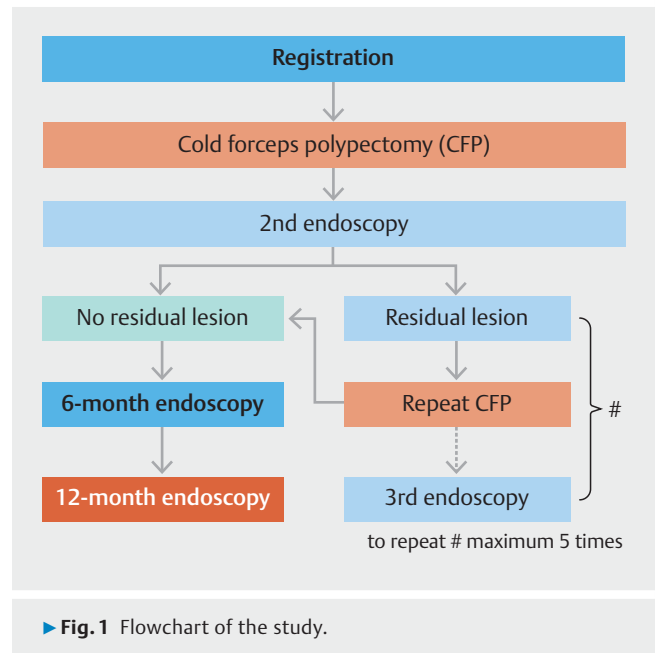 Registration
Cold forceps polypectomy (CFP)
2nd endoscopy
No residual lesion
Residual lesion
6-month endoscopy
Repeat CFP
#
12-month endoscopy
3rd endoscopy
to repeat # maximum 5 times
▶ Fig. 1 Flowchart of the study.